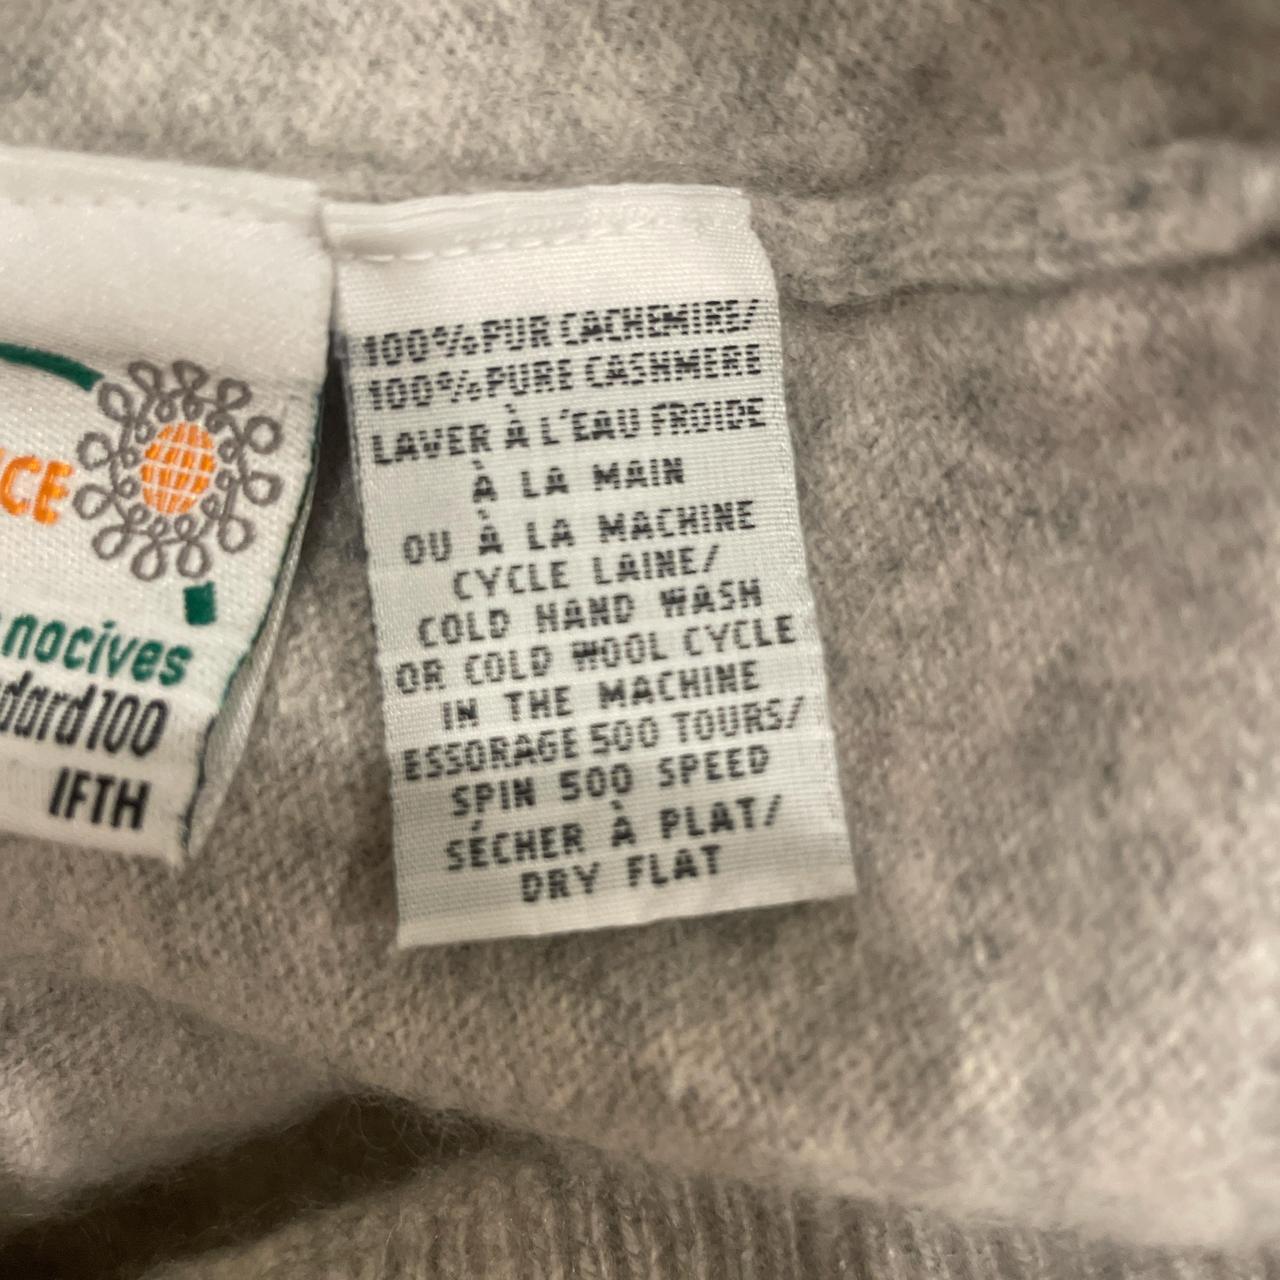 CE
nocives
dard 100
IFTH
100% PUR CACHEMIRE/
100% PURE CASHMERE
LAVER À L'EAU FROIDE
À LA MAIN
OU À LA MACHINE
CYCLE LAINE/
COLD HAND WASH
OR COLD WOOL CYCLE
IN THE MACHINE
ESSORAGE 500 TOURS/
SPIN 500 SPEED
SÉCHER À PLAT/
DRY FLAT